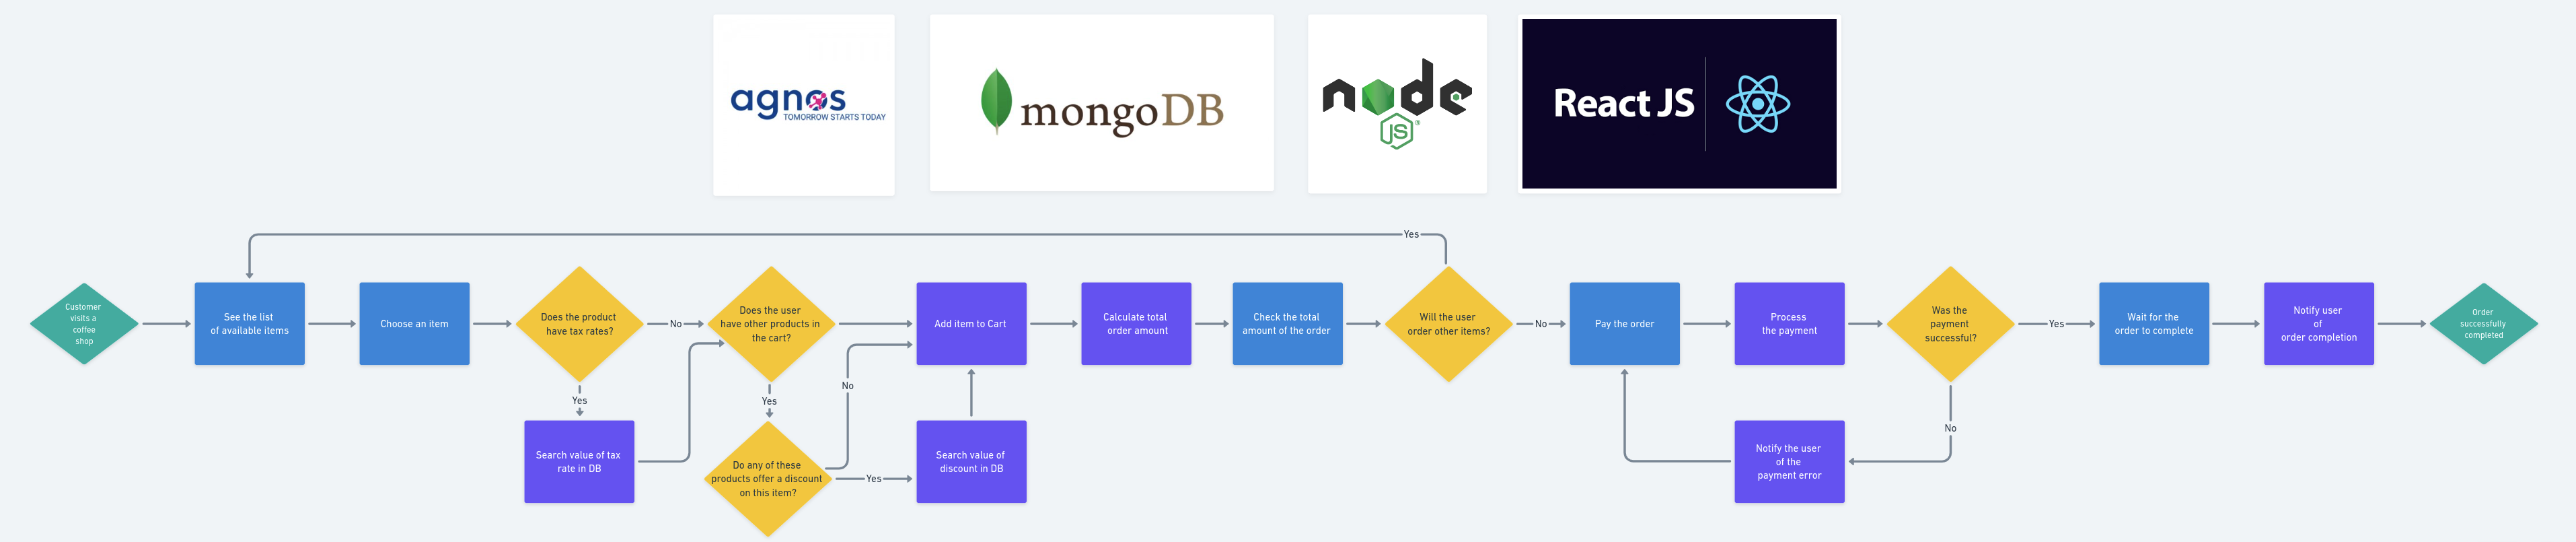 agnos
TOMORROW STARTS TODAY
mongoDB
node
JS
®
React JS
Yes
Customer
visits a
coffee
shop
See the list
of available items
Choose an item
Does the product
have tax rates?
No
Does the user
have other products in
the cart?
Add item to Cart
Calculate total
order amount
Check the total
amount of the order
Will the user
order other items?
No
Pay the order
Process
the payment
Was the
payment
successful?
Yes
Wait for the
order to complete
Notify user
of
order completion
Order
successfully
completed
Yes
Yes
No
No
Search value of tax
rate in DB
Do any of these
products offer a discount
on this item?
Yes
Search value of
discount in DB
Notify the user
of the
payment error